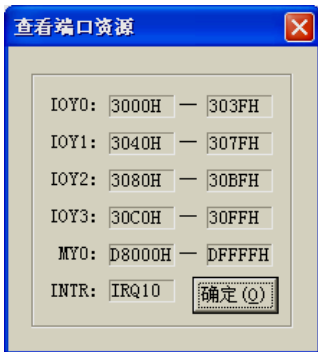 查看端口资源
IOY0: 3000H — 303FH
IOY1: 3040H — 307FH
IOY2: 3080H — 30BFH
IOY3: 30C0H — 30FFH
MY0: D8000H — DFFFFH
INTR: IRQ10 确定(O)